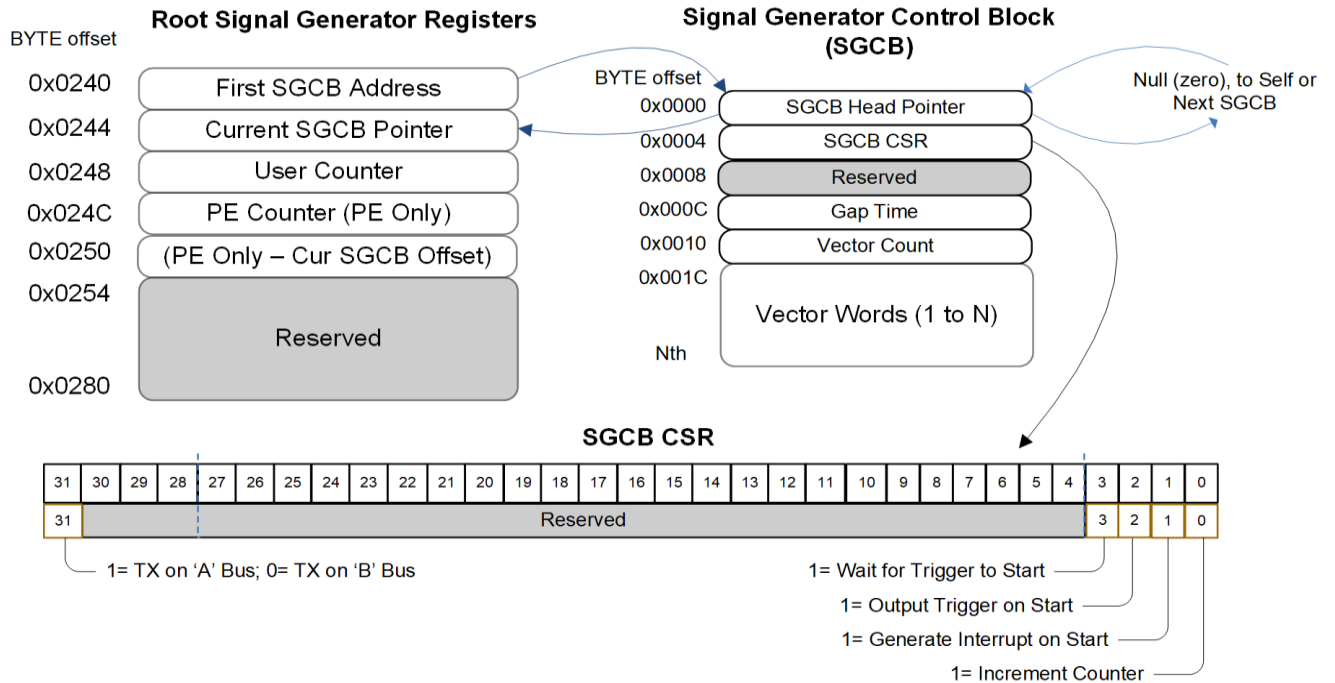 Root Signal Generator Registers
BYTE offset
0x0240
First SGCB Address
0x0244
Current SGCB Pointer
0x0248
User Counter
0x024C
PE Counter (PE Only)
0x0250
(PE Only – Cur SGCB Offset)
0x0254
Reserved
0x0280
Signal Generator Control Block
(SGCB)
BYTE offset
0x0000
SGCB Head Pointer
0x0004
SGCB CSR
0x0008
Reserved
0x000C
Gap Time
0x0010
Vector Count
0x001C
Vector Words (1 to N)
Nth
Null (zero), to Self or
Next SGCB
SGCB CSR
31 30 29 28 27 26 25 24 23 22 21 20 19 18 17 16 15 14 13 12 11 10 9 8 7 6 5 4 3 2 1 0
31 Reserved 3 2 1 0
1= TX on ‘A’ Bus; 0= TX on ‘B’ Bus
1= Wait for Trigger to Start
1= Output Trigger on Start
1= Generate Interrupt on Start
1= Increment Counter